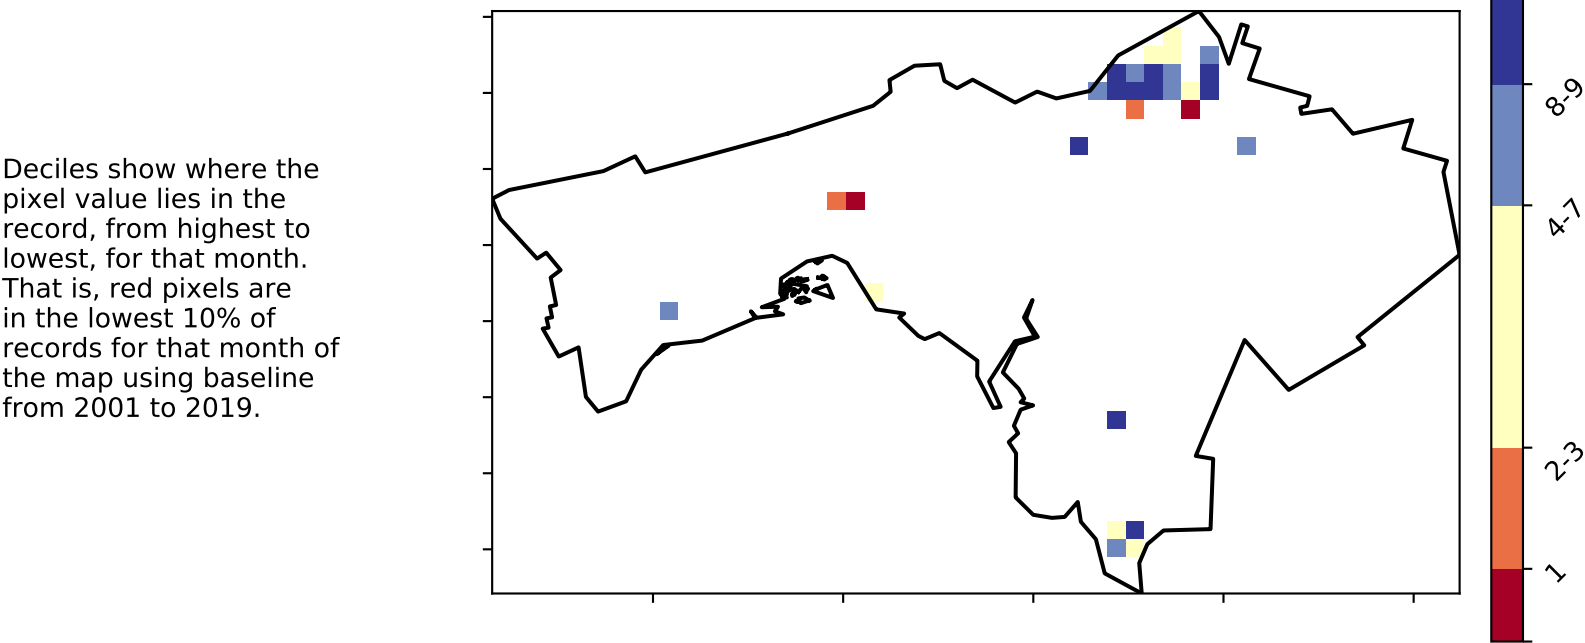 Deciles show where the
pixel value lies in the
record, from highest to
lowest, for that month.
That is, red pixels are
in the lowest 10% of
records for that month of
the map using baseline
from 2001 to 2019.
8-9
4-7
2-3
1